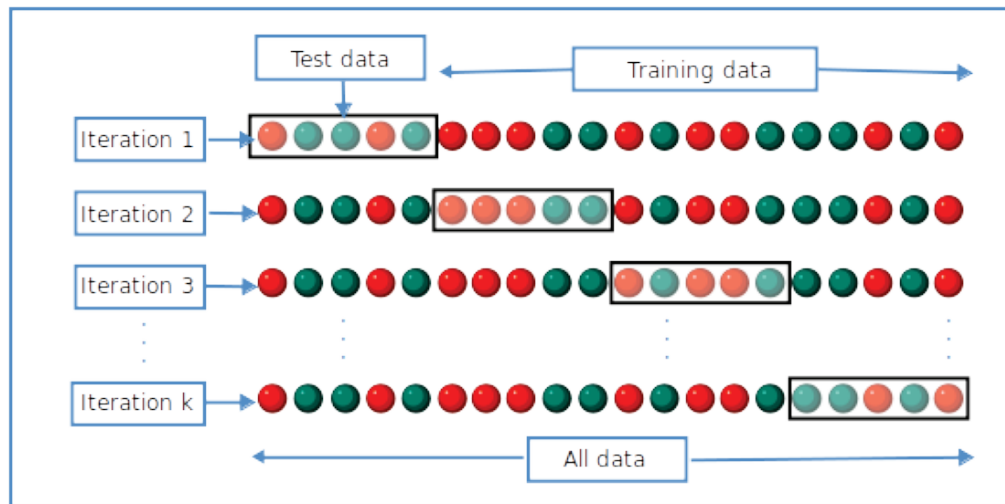 Test data
Training data
Iteration 1
Iteration 2
Iteration 3
Iteration k
All data